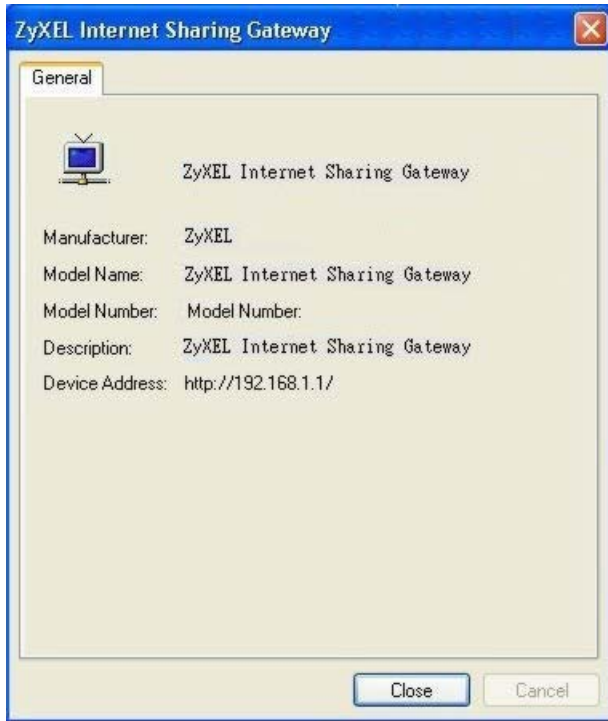 ZyXEL Internet Sharing Gateway
General
ZyXEL Internet Sharing Gateway
Manufacturer: ZyXEL
Model Name: ZyXEL Internet Sharing Gateway
Model Number: Model Number:
Description: ZyXEL Internet Sharing Gateway
Device Address: http://192.168.1.1/
Close Cancel